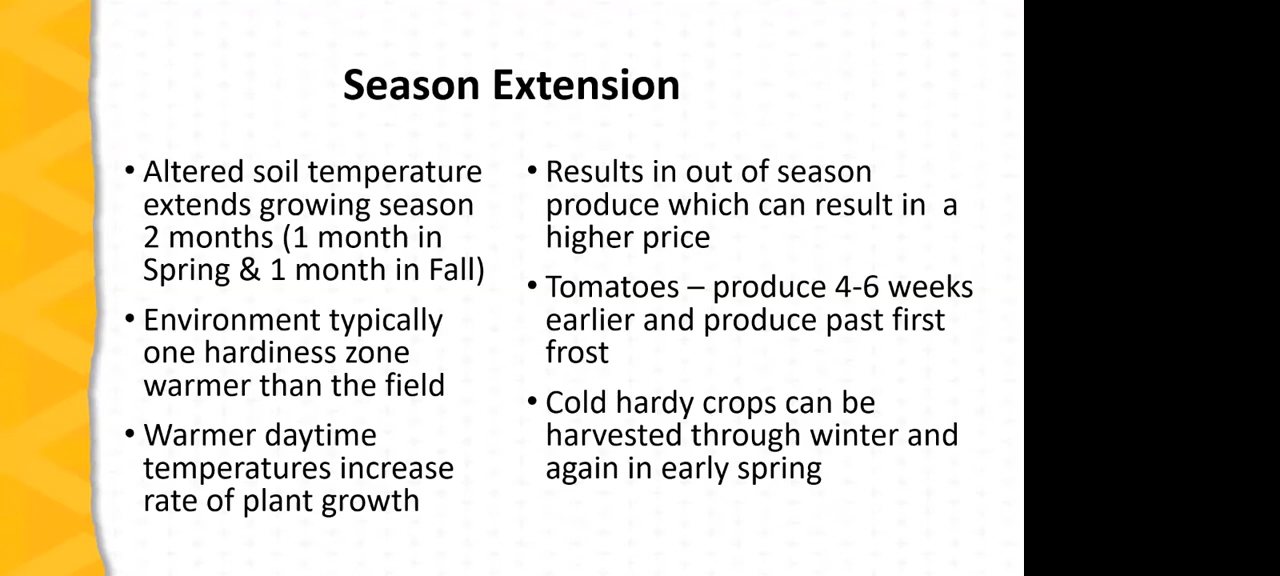 Season Extension
• Altered soil temperature
extends growing season
2 months (1 month in
Spring & 1 month in Fall)
• Environment typically
one hardiness zone
warmer than the field
• Warmer daytime
temperatures increase
rate of plant growth
• Results in out of season
produce which can result in  a
higher price
• Tomatoes – produce 4-6 weeks
earlier and produce past first
frost
• Cold hardy crops can be
harvested through winter and
again in early spring